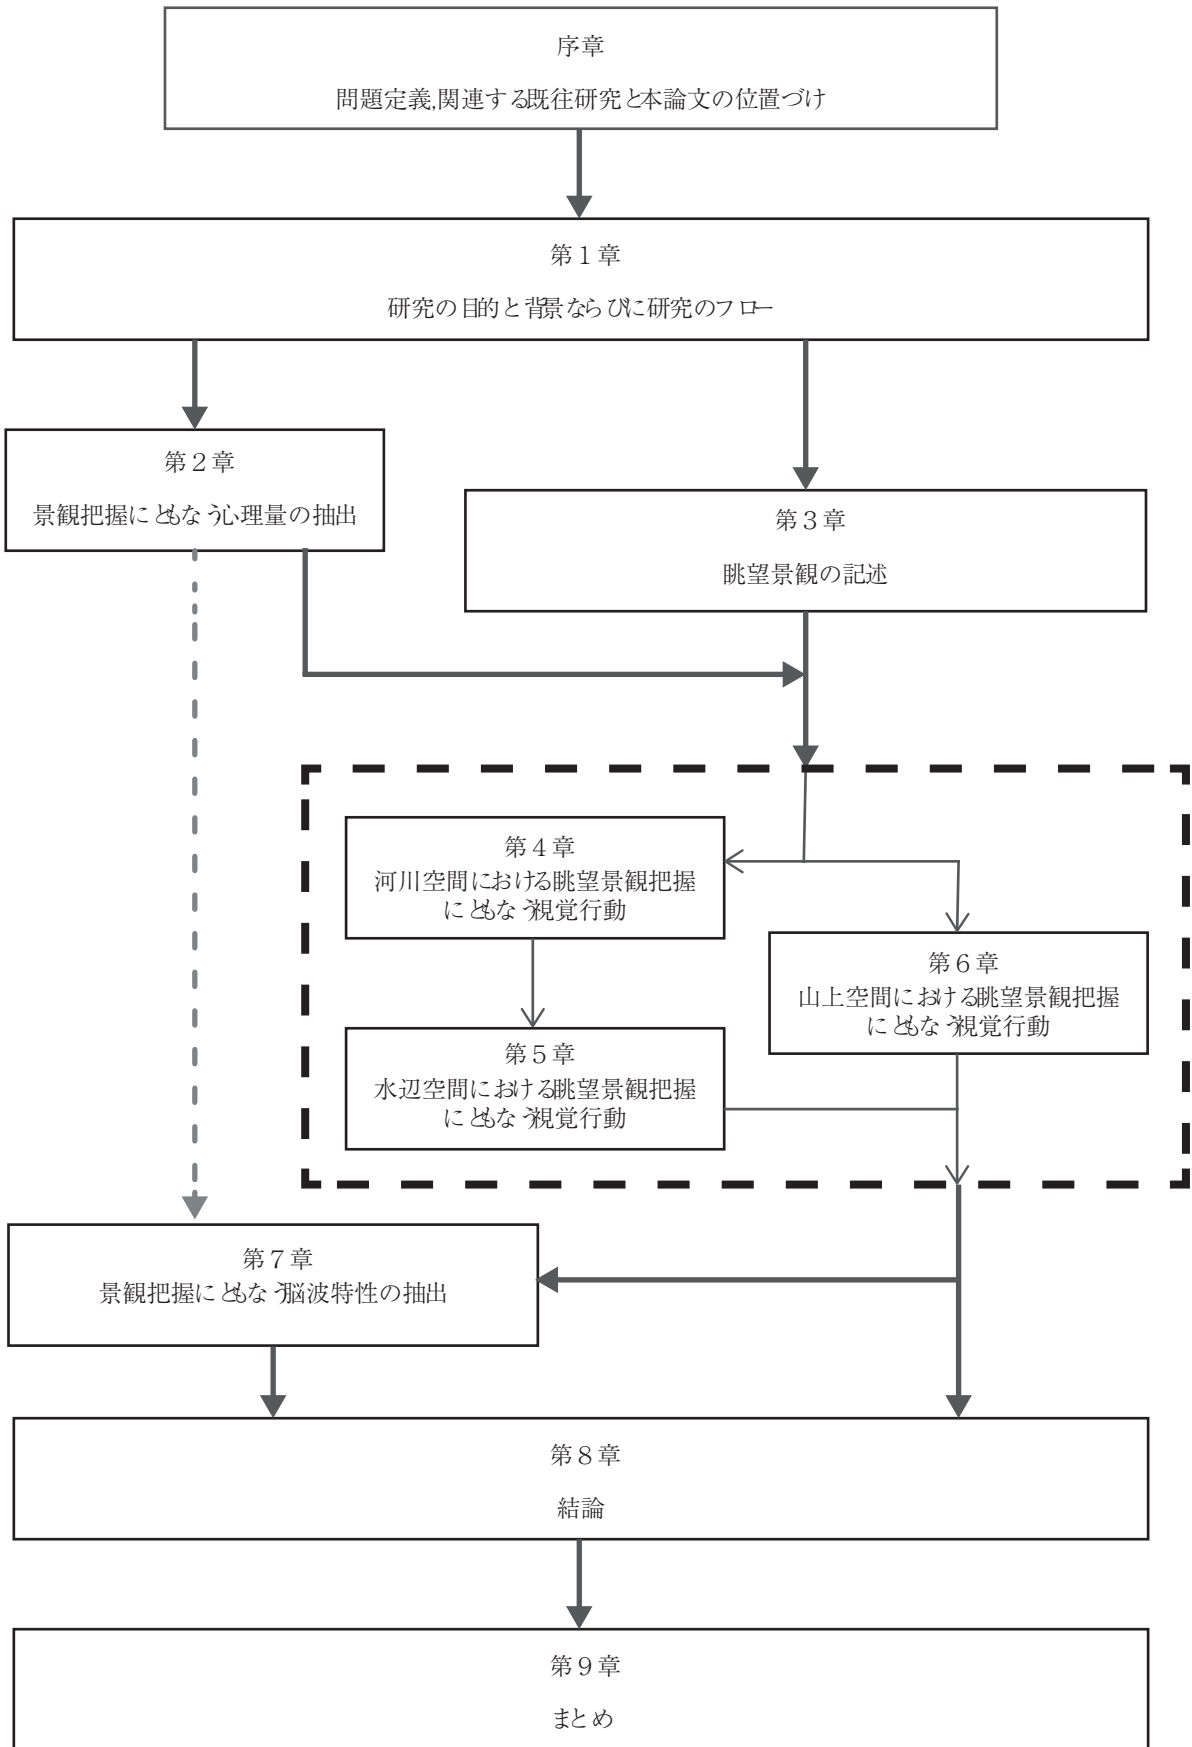 序章
問題定義,関連する既往研究と本論文の位置づけ
第１章
研究の目的と背景ならびに研究のフロー
第２章
景観把握にともなう心理量の抽出
第３章
眺望景観の記述
第４章
河川空間における眺望景観把握
にともなう視覚行動
第５章
水辺空間における眺望景観把握
にともなう視覚行動
第６章
山上空間における眺望景観把握
にともなう視覚行動
第７章
景観把握にともなう脳波特性の抽出
第８章
結論
第９章
まとめ